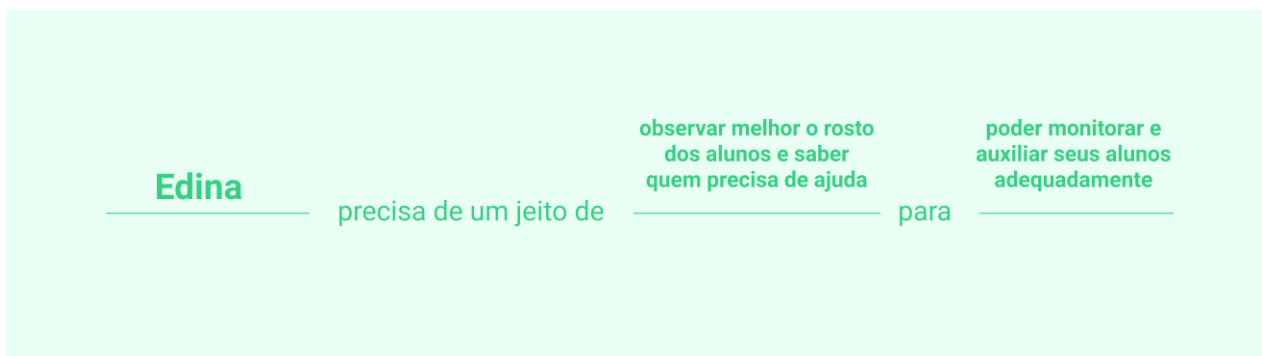 Edina
precisa de um jeito de
observar melhor o rosto
dos alunos e saber
quem precisa de ajuda
para
poder monitorar e
auxiliar seus alunos
adequadamente